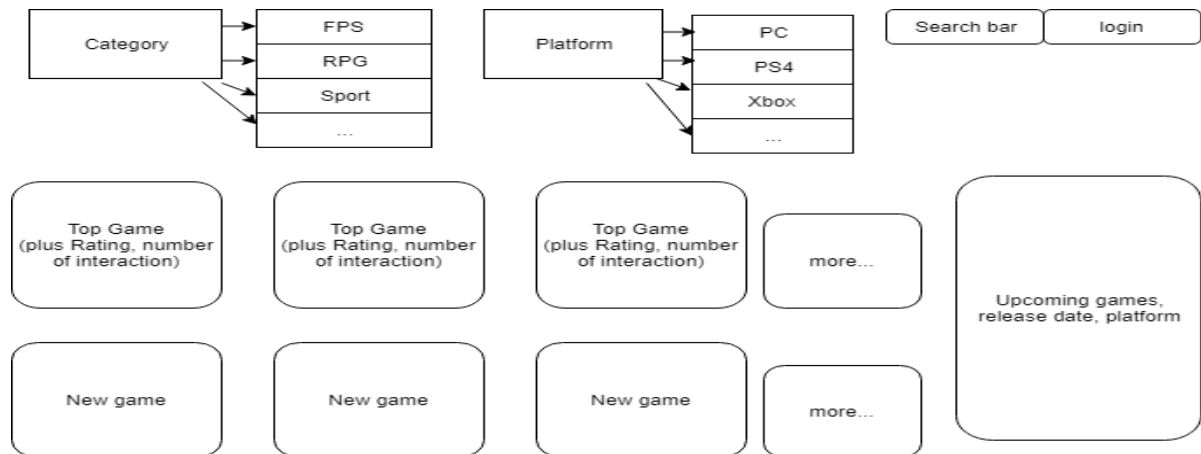 Category
FPS
RPG
Sport
...
Platform
PC
PS4
Xbox
...
Search bar
login
Top Game
(plus Rating, number
of interaction)
Top Game
(plus Rating, number
of interaction)
Top Game
(plus Rating, number
of interaction)
more...
Upcoming games,
release date, platform
New game
New game
New game
more...